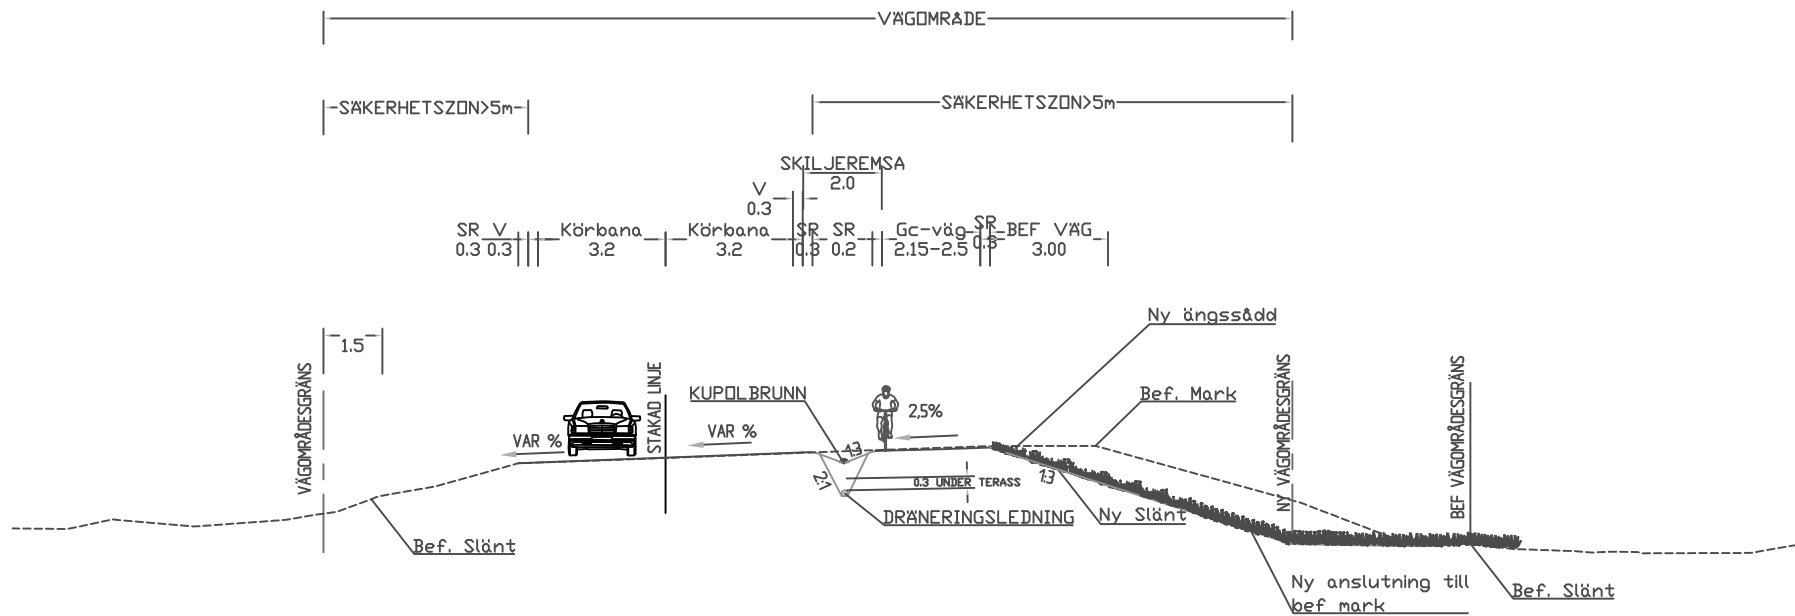 VÄGOMRÅDE
SÄKERHETSZON>5m
SÄKERHETSZON>5m
SKILJEREMSA
2.0
V
0.3
SR V
0.3 0.3
Körbana
3.2
Körbana
3.2
SR
0.3
SR
0.2
Gc-väg
2.15-2.5
SR
0.3
BEF VÄG
3.00
1.5
VÄGOMRÅDESGRÄNS
STAKAD LINJE
NY VÄGOMRÅDESGRÄNS
BEF VÄGOMRÅDESGRÄNS
Ny ängssådd
KUPOLBRUNN
Bef. Mark
2,5%
VAR %
VAR %
1:3
2:1
0.3 UNDER TERASS
1:3
DRÄNERINGSLEDNING
Ny Slänt
Bef. Slänt
Ny anslutning till
bef mark
Bef. Slänt